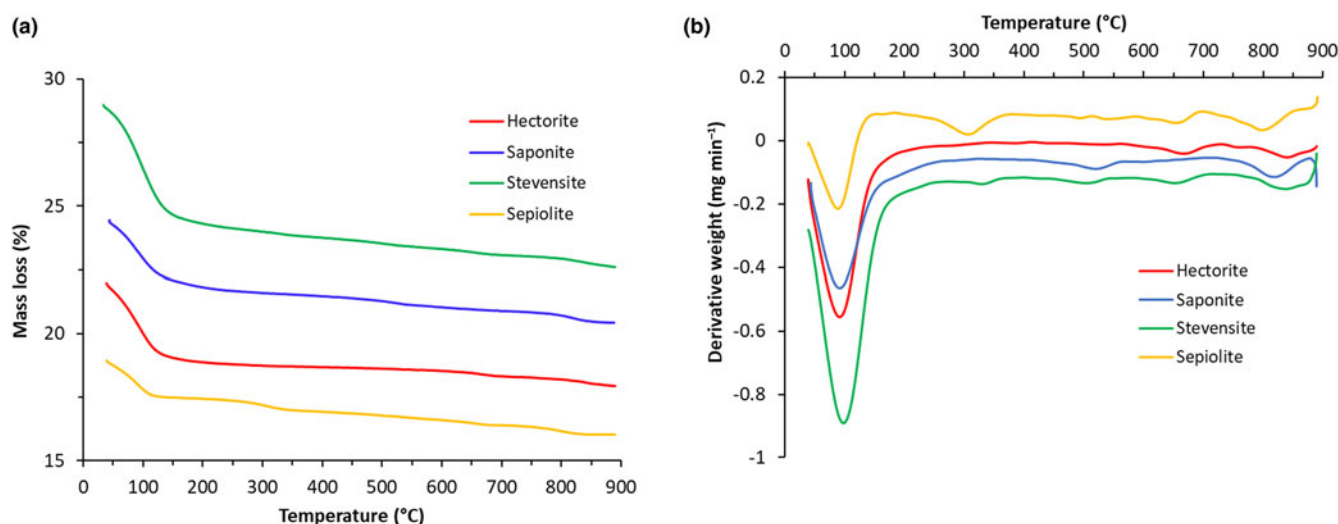 (a)
30
25
20
15
Mass loss (%)
0 100 200 300 400 500 600 700 800 900
Temperature (°C)
Hectorite
Saponite
Stevensite
Sepiolite
(b)
Temperature (°C)
0 100 200 300 400 500 600 700 800 900
0.2
0
-0.2
-0.4
-0.6
-0.8
-1
Derivative weight (mg min⁻¹)
Hectorite
Saponite
Stevensite
Sepiolite